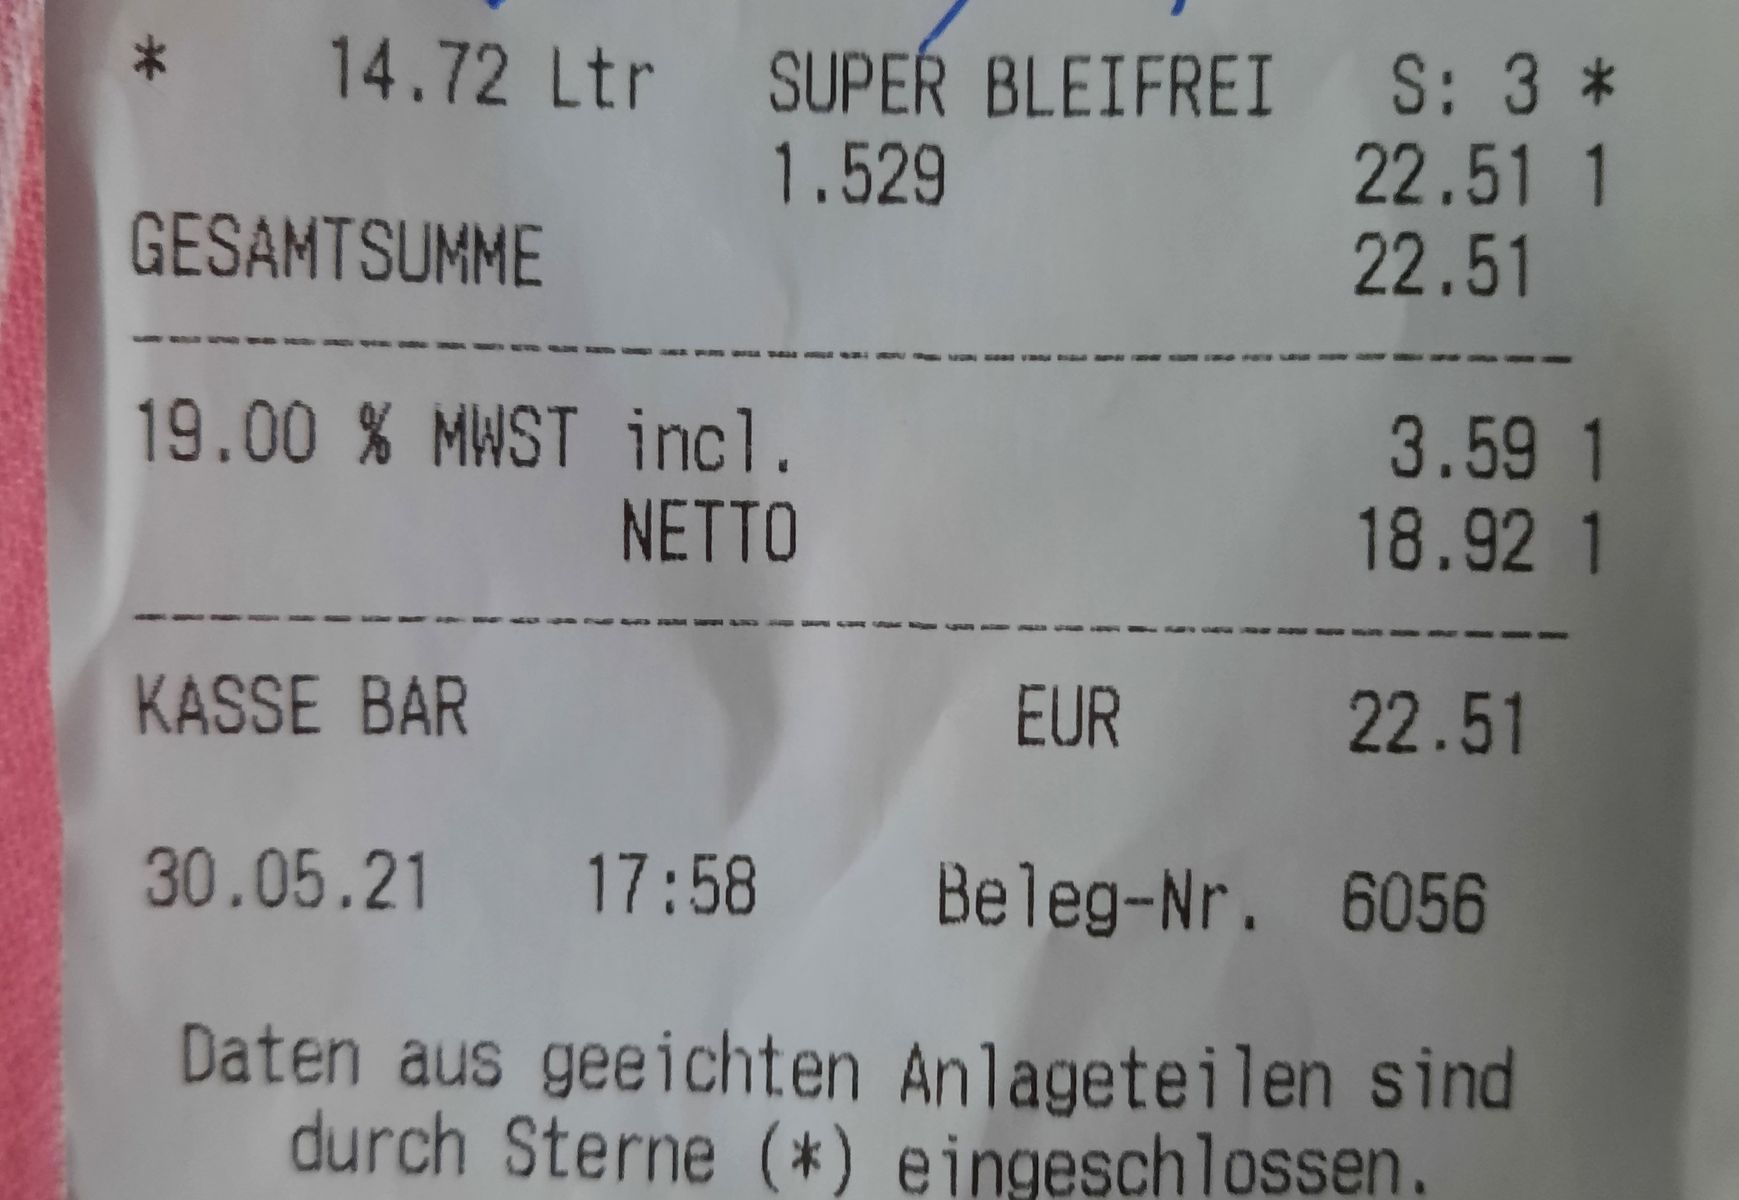 * 14.72 Ltr SUPER BLEIFREI S: 3 *
1.529 22.51 1
GESAMTSUMME 22.51
19.00 % MWST incl. 3.59 1
NETTO 18.92 1
KASSE BAR EUR 22.51
30.05.21 17:58 Beleg-Nr. 6056
Daten aus geeichten Anlageteilen sind
durch Sterne (*) eingeschlossen.